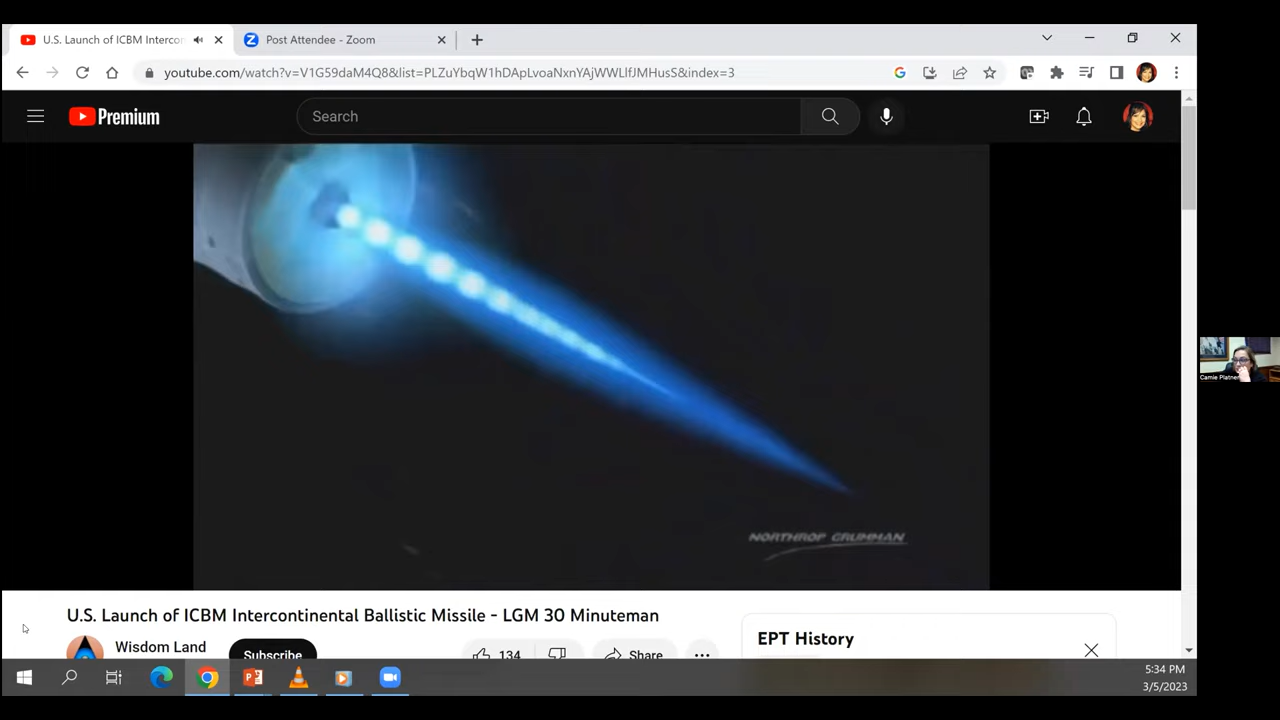 U.S. Launch of ICBM Interco
Post Attendee - Zoom
youtube.com/watch?v=V1G59daM4Q8&list=PLZuYbqW1hDApLvoaNxnYAjWWLlfJMHusS&index=3
Premium
Search
NORTHROP GRUMMAN
Camie Platner
U.S. Launch of ICBM Intercontinental Ballistic Missile - LGM 30 Minuteman
Wisdom Land
Subscribe
134
Share
EPT History
5:34 PM
3/5/2023